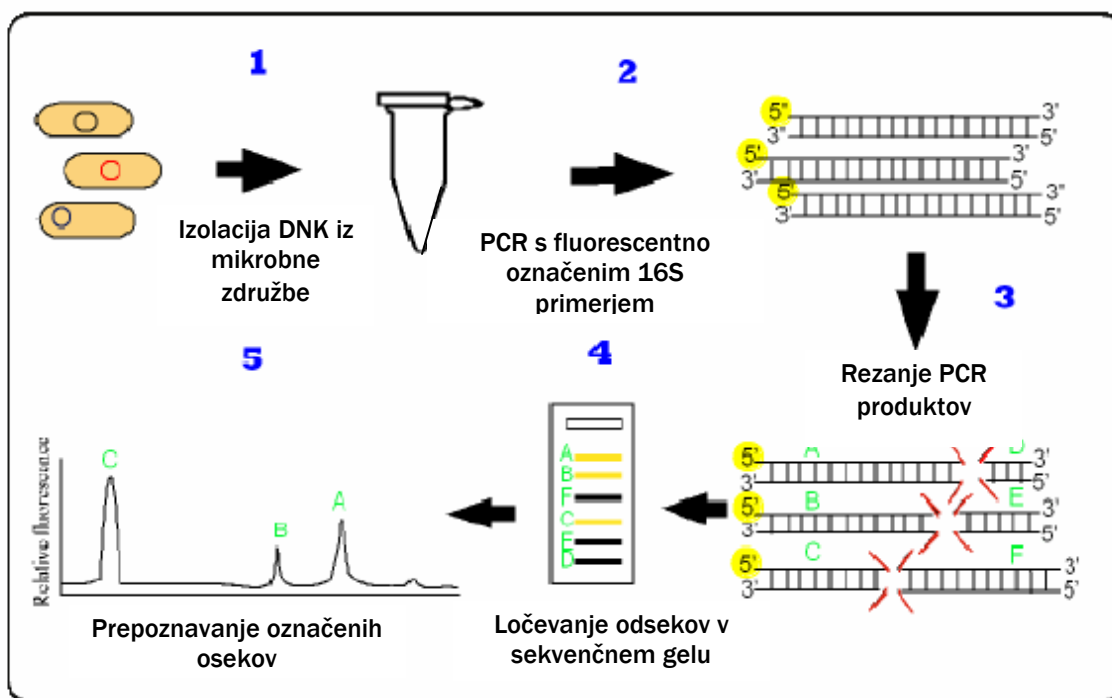 1
2
Izolacija DNK iz
mikrobne
združbe
PCR s fluorescentno
označenim 16S
primerjem
5" 3'
3" 5'
5' 3'
3' 5'
5' 3"
3' 5"
3
Rezanje PCR
produktov
A D
5' 3'
3' 5'
B E
5' 3'
3' 5'
C F
5' 3'
3' 5'
4
A
B
F
C
E
D
Ločevanje odsekov v
sekvenčnem gelu
5
Relative fluoresence
C
B
A
Prepoznavanje označenih
osekov